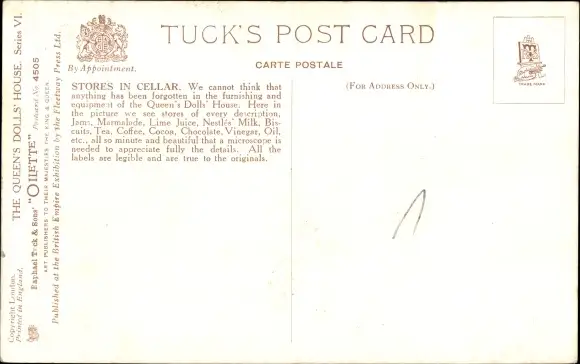 TUCK'S POST CARD
CARTE POSTALE
By Appointment.
(FOR ADDRESS ONLY.)
TRADE MARK
STORES IN CELLAR. We cannot think that
anything has been forgotten in the furnishing and
equipment of the Queen's Dolls' House. Here in
the picture we see stores of every description,
Jams, Marmalade, Lime Juice, Nestlés' Milk, Bis-
cuits, Tea, Coffee, Cocoa, Chocolate, Vinegar, Oil,
etc., all so minute and beautiful that a microscope is
needed to appreciate fully the details. All the
labels are legible and are true to the originals.
THE QUEEN'S DOLLS' HOUSE. Series VI.
Raphael Tuck & Sons' "OILETTE" Postcard No. 4505
ART PUBLISHERS TO THEIR MAJESTIES THE KING & QUEEN.
Published at the British Empire Exhibition by the Fleetway Press Ltd.
Copyright London.
Printed in England.